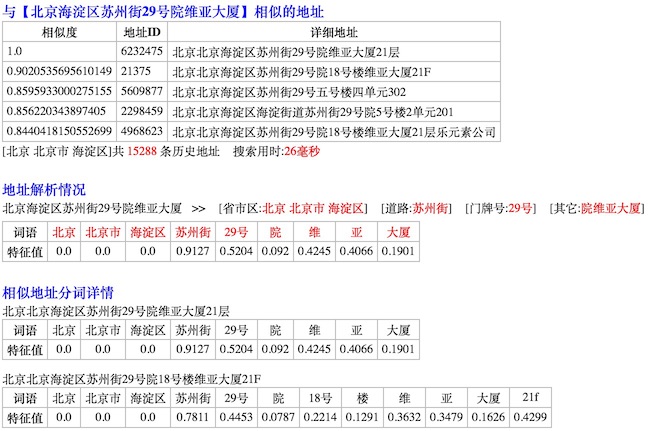 与【北京海淀区苏州街29号院维亚大厦】相似的地址
相似度 地址ID 详细地址
1.0 6232475 北京北京海淀区苏州街29号院维亚大厦21层
0.9020535695610149 21375 北京北京海淀区苏州街29号院18号楼维亚大厦21F
0.8595933000275155 5609877 北京北京海淀区苏州街29号五号楼四单元302
0.856220343897405 2298459 北京北京海淀区海淀街道苏州街29号院5号楼2单元201
0.8440418150552699 4968623 北京北京海淀区苏州街29号院18号楼维亚大厦21层乐元素公司
[北京 北京市 海淀区]共 15288 条历史地址 搜索用时:26毫秒
地址解析情况
北京海淀区苏州街29号院维亚大厦 >> [省市区:北京 北京市 海淀区] [道路:苏州街] [门牌号:29号] [其它:院维亚大厦]
词语 北京 北京市 海淀区 苏州街 29号 院 维 亚 大厦
特征值 0.0 0.0 0.0 0.9127 0.5204 0.092 0.4245 0.4066 0.1901
相似地址分词详情
北京北京海淀区苏州街29号院维亚大厦21层
词语 北京 北京市 海淀区 苏州街 29号 院 维 亚 大厦
特征值 0.0 0.0 0.0 0.9127 0.5204 0.092 0.4245 0.4066 0.1901
北京北京海淀区苏州街29号院18号楼维亚大厦21F
词语 北京 北京市 海淀区 苏州街 29号 院 18号 楼 维 亚 大厦 21f
特征值 0.0 0.0 0.0 0.7811 0.4453 0.0787 0.2214 0.1291 0.3632 0.3479 0.1626 0.4299